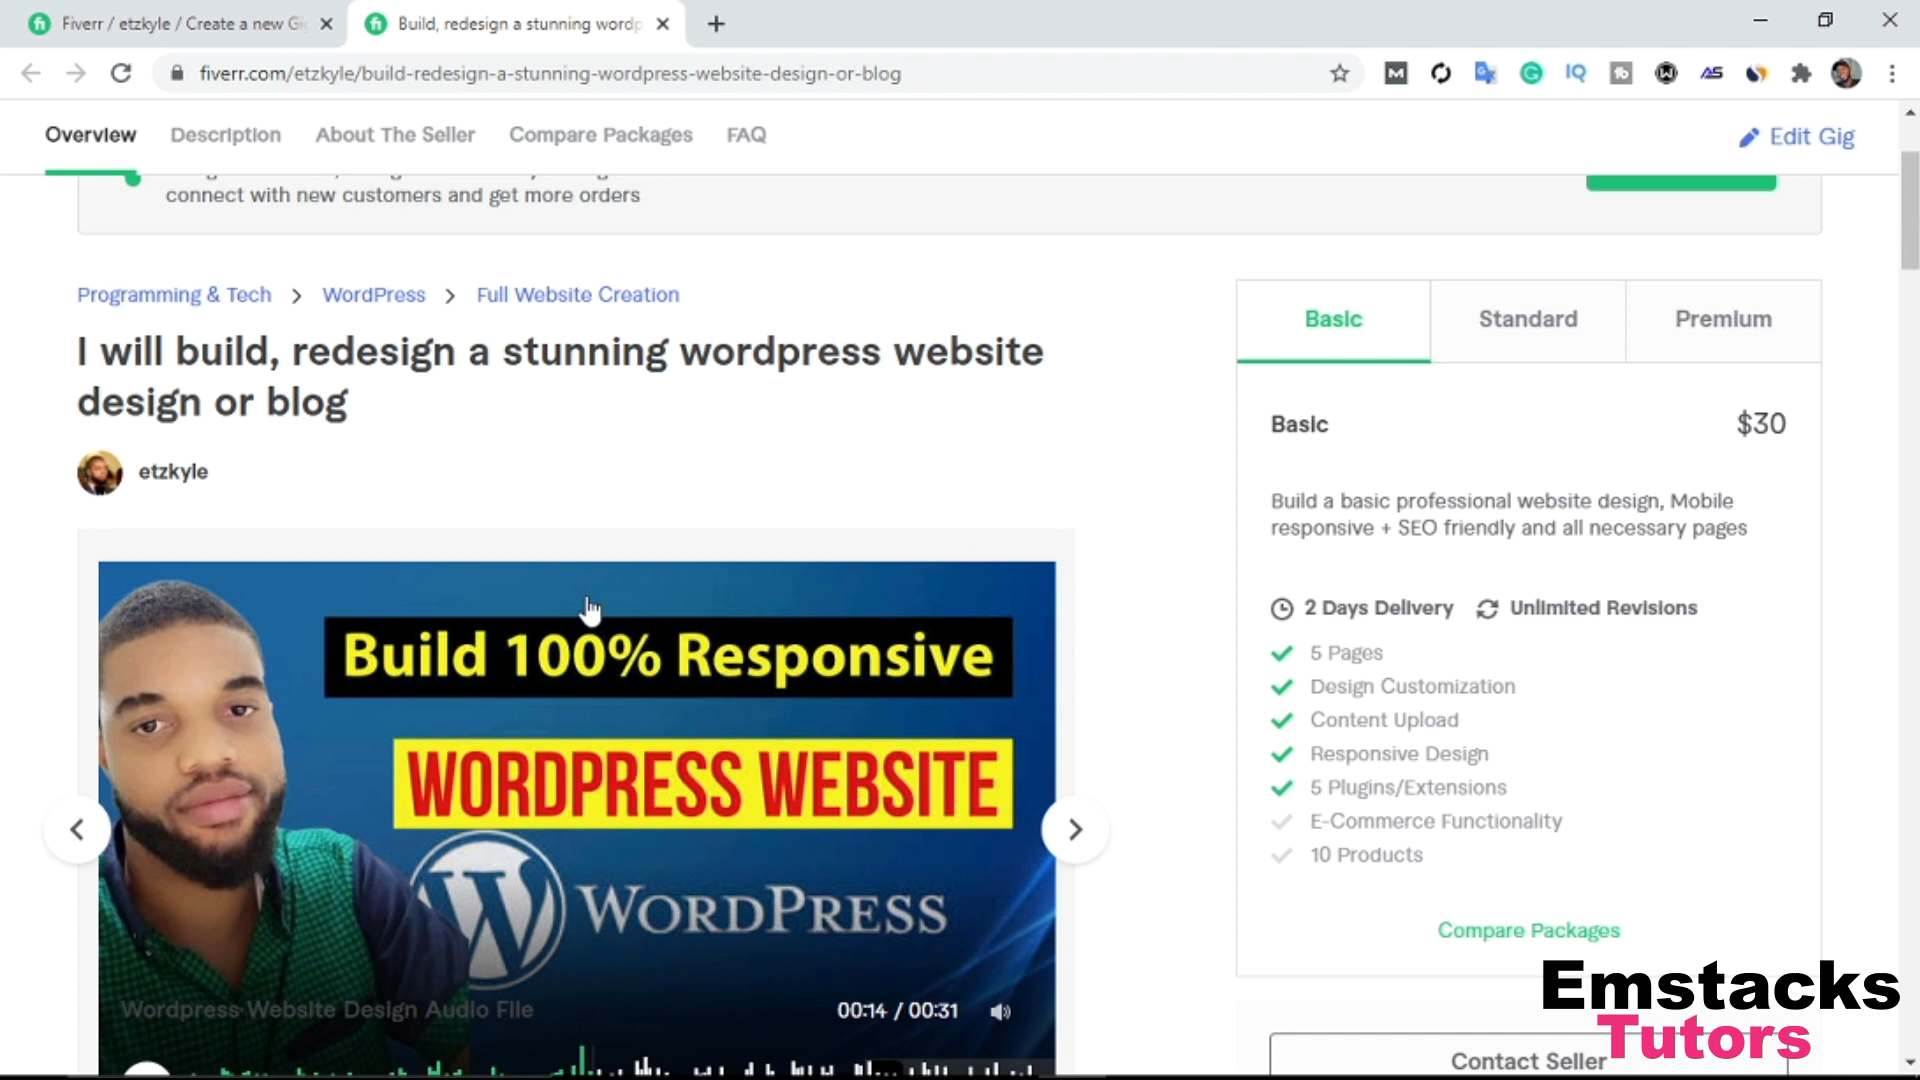 Fiverr / etzkyle / Create a new Gi
Build, redesign a stunning wordp
fiverr.com/etzkyle/build-redesign-a-stunning-wordpress-website-design-or-blog
Overview
Description
About The Seller
Compare Packages
FAQ
Edit Gig
connect with new customers and get more orders
Programming & Tech > WordPress > Full Website Creation
I will build, redesign a stunning wordpress website
design or blog
etzkyle
Build 100% Responsive
WORDPRESS WEBSITE
WORDPRESS
Wordpress Website Design Audio File
00:14 / 00:31
Basic
Standard
Premium
Basic
$30
Build a basic professional website design, Mobile
responsive + SEO friendly and all necessary pages
2 Days Delivery
Unlimited Revisions
5 Pages
Design Customization
Content Upload
Responsive Design
5 Plugins/Extensions
E-Commerce Functionality
10 Products
Compare Packages
Contact Seller
Emstacks
Tutors